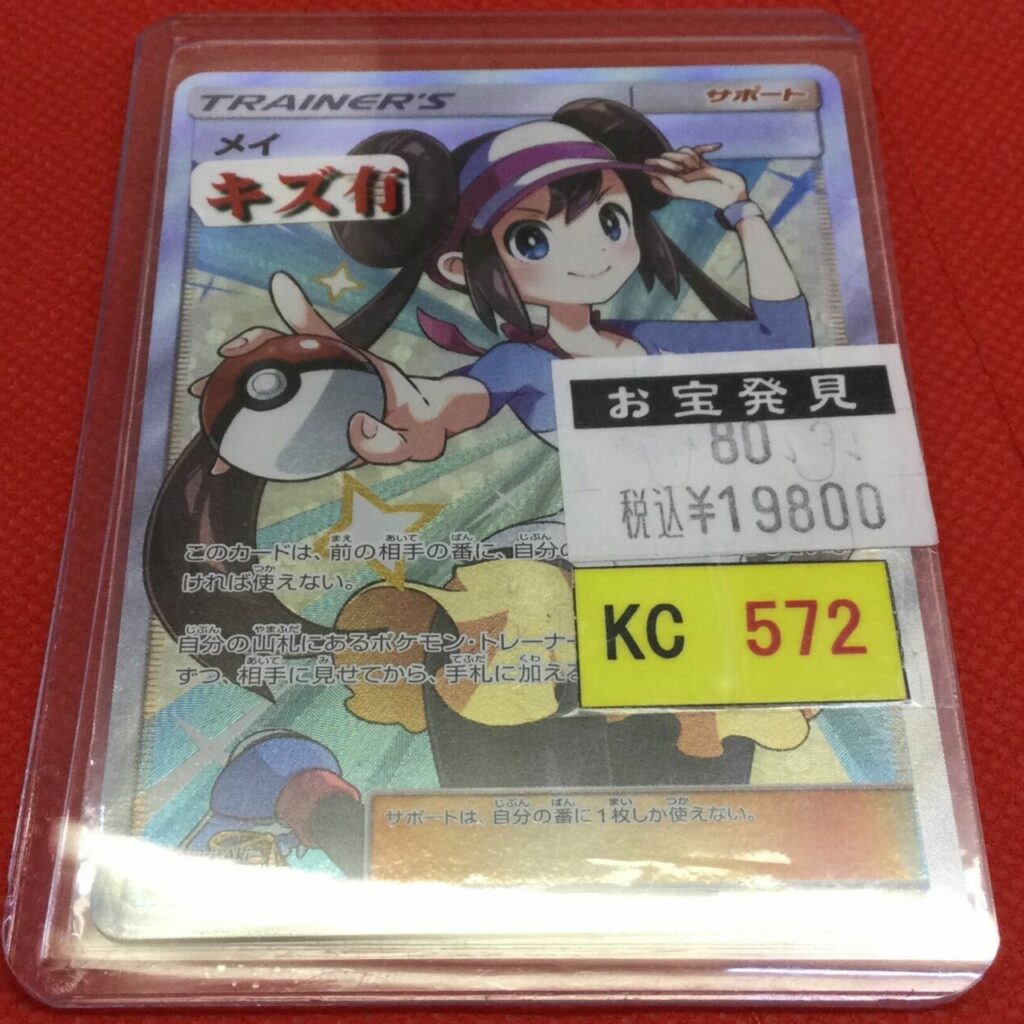 TRAINER'S サポート
メイ
キズ有
お宝発見
80
税込¥19800
このカードは、前の相手の番に、自分の
ければ使えない。
KC 572
自分の山札にあるポケモン・トレーナー
ずつ、相手に見せてから、手札に加える
サポートは、自分の番に1枚しか使えない。